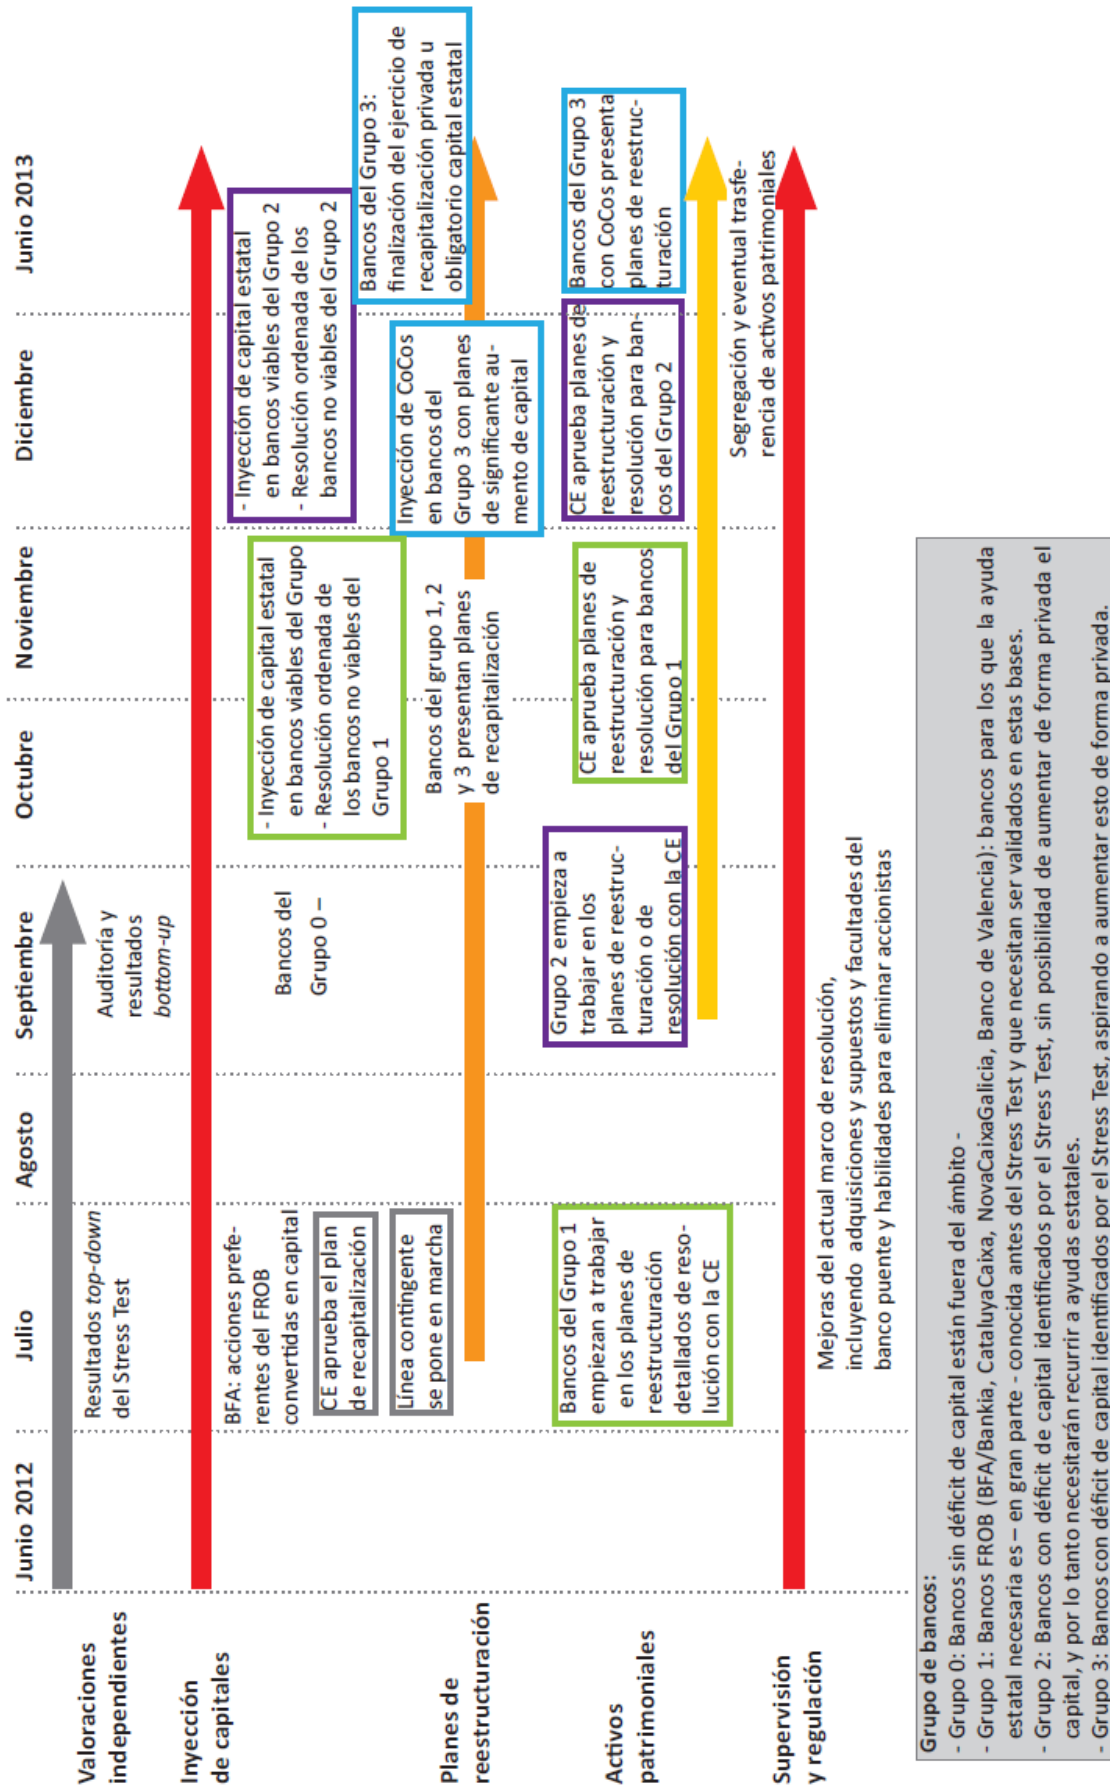 Junio 2012
Julio
Agosto
Septiembre
Octubre
Noviembre
Diciembre
Junio 2013
Valoraciones
independientes
Resultados top-down
del Stress Test
Auditoría y
resultados
bottom-up
Inyección
de capitales
BFA: acciones prefe-
rentes del FROB
convertidas en capital
CE aprueba el plan
de recapitalización
Línea contingente
se pone en marcha
Bancos del
Grupo 0 –
- Inyección de capital estatal
en bancos viables del Grupo
- Resolución ordenada de
los bancos no viables del
Grupo 1
- Inyección de capital estatal
en bancos viables del Grupo 2
- Resolución ordenada de los
bancos no viables del Grupo 2
Inyección de CoCos
en bancos del
Grupo 3 con planes
de significante au-
mento de capital
Bancos del Grupo 3:
finalización del ejercicio de
recapitalización privada u
obligatorio capital estatal
Planes de
reestructuración
Bancos del grupo 1, 2
y 3 presentan planes
de recapitalización
Bancos del Grupo 1
empiezan a trabajar
en los planes de
reestructuración
detallados de reso-
lución con la CE
Grupo 2 empieza a
trabajar en los
planes de reestruc-
turación o de
resolución con la CE
CE aprueba planes de
reestructuración y
resolución para bancos
del Grupo 1
CE aprueba planes de
reestructuración y
resolución para ban-
cos del Grupo 2
Bancos del Grupo 3
con CoCos presenta
planes de reestruc-
turación
Activos
patrimoniales
Segregación y eventual trasfe-
rencia de activos patrimoniales
Supervisión
y regulación
Mejoras del actual marco de resolución,
incluyendo adquisiciones y supuestos y facultades del
banco puente y habilidades para eliminar accionistas
Grupo de bancos:
- Grupo 0: Bancos sin déficit de capital están fuera del ámbito -
- Grupo 1: Bancos FROB (BFA/Bankia, CataluyaCaixa, NovaCaixaGalicia, Banco de Valencia): bancos para los que la ayuda
estatal necesaria es – en gran parte - conocida antes del Stress Test y que necesitan ser validados en estas bases.
- Grupo 2: Bancos con déficit de capital identificados por el Stress Test, sin posibilidad de aumentar de forma privada el
capital, y por lo tanto necesitarán recurrir a ayudas estatales.
- Grupo 3: Bancos con déficit de capital identificados por el Stress Test, aspirando a aumentar esto de forma privada.